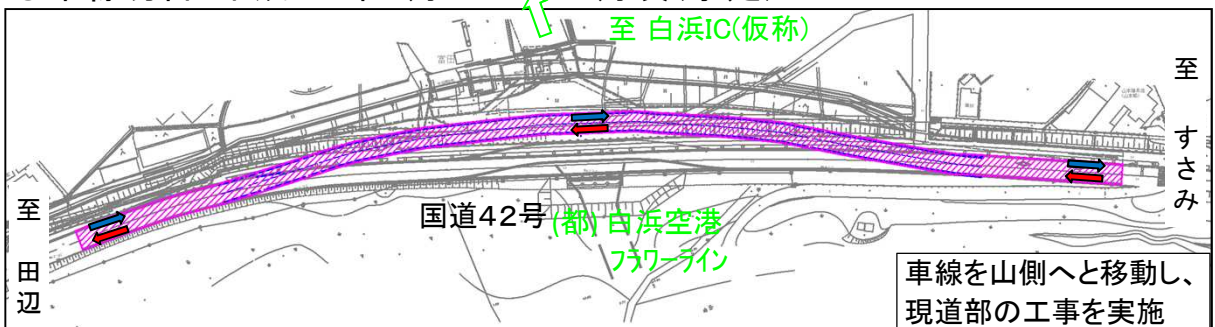 至 白浜IC(仮称)
至 すさみ
国道42号
(都) 白浜空港
フラワーライン
至 田辺
車線を山側へと移動し、
現道部の工事を実施